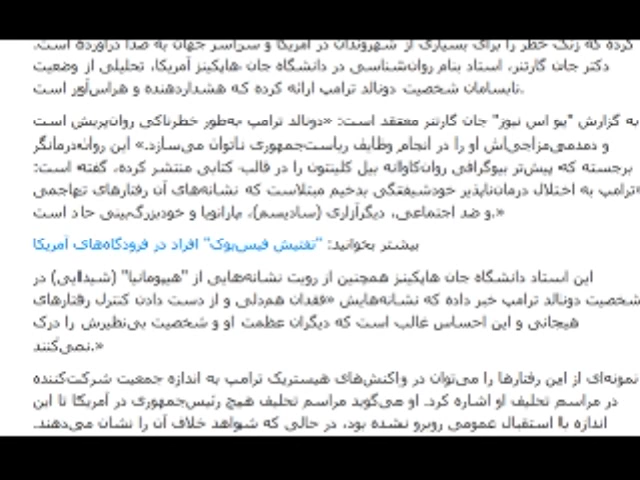 کرده که زنگ خطر را برای بسیاری از شهروندان در آمریکا و سراسر جهان به صدا درآورده است.
دکتر جان گارتنر، استاد بنام روان‌شناسی در دانشگاه جان هاپکینز آمریکا، تحلیلی از وضعیت
نابسامان شخصیت دونالد ترامپ ارائه کرده که هشداردهنده و هراس‌آور است.
به گزارش "یو اس نیوز" جان گارتنر معتقد است: «دونالد ترامپ به‌طور خطرناکی روان‌پریش است
و دمدمی‌مزاجی‌اش او را در انجام وظایف ریاست‌جمهوری ناتوان می‌سازد.» این روان‌درمانگر
برجسته که پیش‌تر بیوگرافی روان‌کاوانه بیل کلینتون را در قالب کتابی منتشر کرده، گفته است:
«ترامپ به اختلال درمان‌ناپذیر خودشیفتگی بدخیم مبتلاست که نشانه‌های آن رفتارهای تهاجمی
و ضد اجتماعی، دیگرآزاری (سادیسم)، پارانویا و خودبزرگ‌بینی حاد است.»
بیشتر بخوانید: "تفتیش فیس‌بوک" افراد در فرودگاه‌های آمریکا
این استاد دانشگاه جان هاپکینز همچنین از رویت نشانه‌هایی از "هیپومانیا" (شیدایی) در
شخصیت دونالد ترامپ خبر داده که نشانه‌هایش «فقدان همدلی و از دست دادن کنترل رفتارهای
هیجانی و این احساس غالب است که دیگران عظمت او و شخصیت بی‌نظیرش را درک
نمی‌کنند.»
نمونه‌ای از این رفتارها را می‌توان در واکنش‌های هیستریک ترامپ به اندازه جمعیت شرکت‌کننده
در مراسم تحلیف او اشاره کرد. او می‌گوید مراسم تحلیف هیچ رئیس‌جمهوری در آمریکا تا این
اندازه با استقبال عمومی روبرو نشده بود، در حالی که شواهد خلاف آن را نشان می‌دهند.